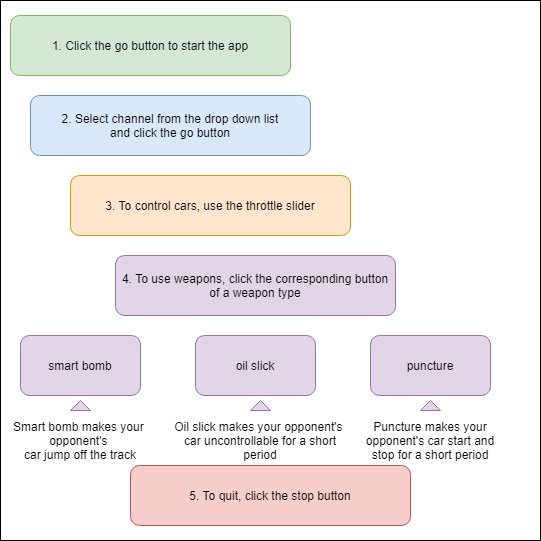 1. Click the go button to start the app
2. Select channel from the drop down list
and click the go button
3. To control cars, use the throttle slider
4. To use weapons, click the corresponding button
of a weapon type
smart bomb
oil slick
puncture
Smart bomb makes your
opponent's
car jump off the track
Oil slick makes your opponent's
car uncontrollable for a short
period
Puncture makes your
opponent's car start and
stop for a short period
5. To quit, click the stop button